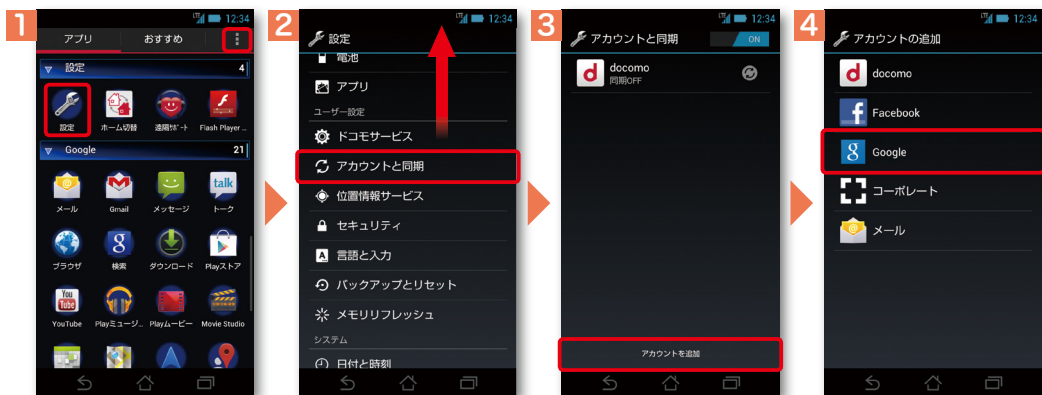 1
LTE 12:34
アプリ おすすめ
設定 4
設定 ホーム切替 遠隔ｻﾎﾟｰﾄ Flash Player ...
Google 21
talk
メール Gmail メッセージ トーク
8
ブラウザ 検索 ダウンロード Playストア
You Tube
YouTube Playミュージ... Playムービー Movie Studio
2
LTE 12:34
設定
電池
アプリ
ユーザー設定
ドコモサービス
アカウントと同期
位置情報サービス
セキュリティ
A 言語と入力
バックアップとリセット
メモリリフレッシュ
システム
日付と時刻
3
LTE 12:34
アカウントと同期 ON
d docomo
同期OFF
アカウントを追加
4
LTE 12:34
アカウントの追加
d docomo
f Facebook
8 Google
コーポレート
メール